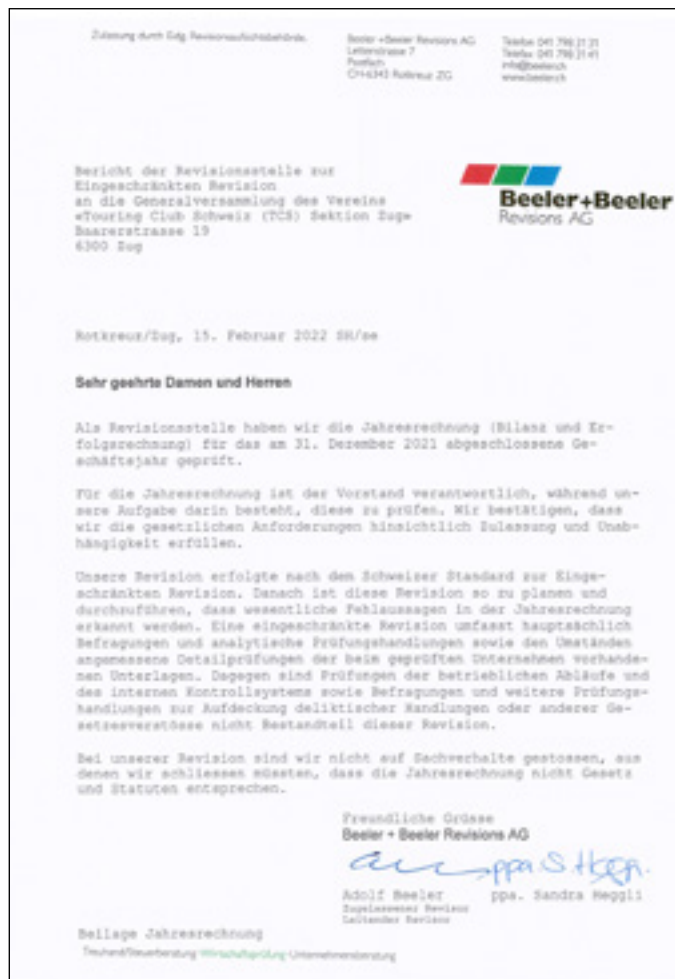 Zulassung durch Eidg. Revisionsaufsichtsbehörde.
Beeler + Beeler Revisions AG
Lettenstrasse 7
Postfach
CH-6343 Rotkreuz ZG
Telefon 041 798 21 21
Telefax 041 798 21 41
info@beeler.ch
www.beeler.ch
Bericht der Revisionsstelle zur
Eingeschränkten Revision
an die Generalversammlung des Vereins
«Touring Club Schweiz (TCS) Sektion Zug»
Baarerstrasse 19
6300 Zug
Beeler+Beeler
Revisions AG
Rotkreuz/Zug, 15. Februar 2022 SH/se
Sehr geehrte Damen und Herren
Als Revisionsstelle haben wir die Jahresrechnung (Bilanz und Er-
folgsrechnung) für das am 31. Dezember 2021 abgeschlossene Ge-
schäftsjahr geprüft.
Für die Jahresrechnung ist der Vorstand verantwortlich, während un-
sere Aufgabe darin besteht, diese zu prüfen. Wir bestätigen, dass
wir die gesetzlichen Anforderungen hinsichtlich Zulassung und Unab-
hängigkeit erfüllen.
Unsere Revision erfolgte nach dem Schweizer Standard zur Einge-
schränkten Revision. Danach ist diese Revision so zu planen und
durchzuführen, dass wesentliche Fehlaussagen in der Jahresrechnung
erkannt werden. Eine eingeschränkte Revision umfasst hauptsächlich
Befragungen und analytische Prüfungshandlungen sowie den Umständen
angemessene Detailprüfungen der beim geprüften Unternehmen vorhande-
nen Unterlagen. Dagegen sind Prüfungen der betrieblichen Abläufe und
des internen Kontrollsystems sowie Befragungen und weitere Prüfungs-
handlungen zur Aufdeckung deliktischer Handlungen oder anderer Ge-
setzesverstösse nicht Bestandteil dieser Revision.
Bei unserer Revision sind wir nicht auf Sachverhalte gestossen, aus
denen wir schliessen müssten, dass die Jahresrechnung nicht Gesetz
und Statuten entsprechen.
Freundliche Grüsse
Beeler + Beeler Revisions AG
ppa S. Heggli
Adolf Beeler ppa. Sandra Heggli
Zugelassener Revisor
Leitender Revisor
Beilage Jahresrechnung
Treuhand/Steuerberatung·Wirtschaftsprüfung·Unternehmensberatung